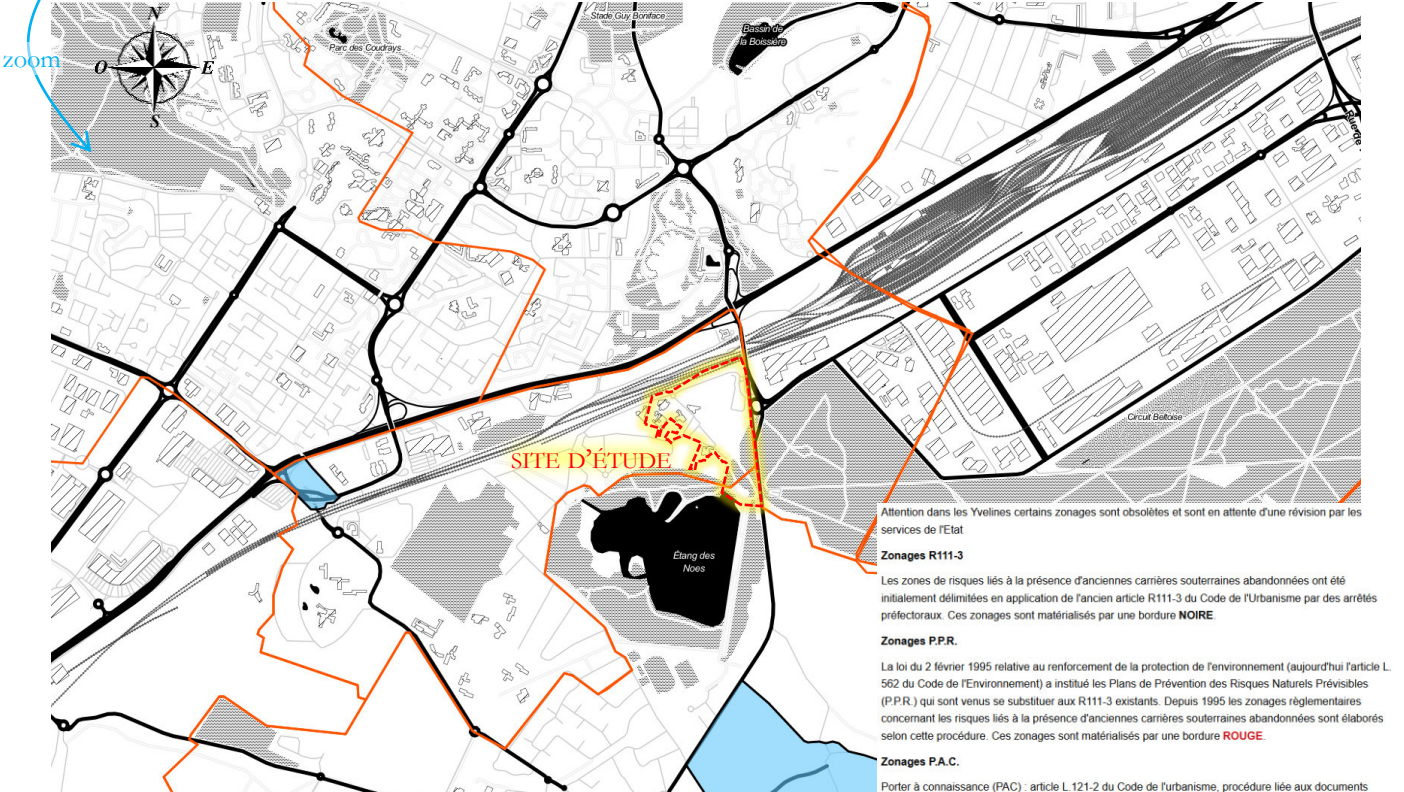 zoom
N
O
E
S
Parc des Coudrays
Stade Guy Boniface
Bassin de
la Boissière
Rue de
Circuit Beltoise
SITE D'ÉTUDE
Étang des
Noes
Attention dans les Yvelines certains zonages sont obsolètes et sont en attente d'une révision par les
services de l'Etat
Zonages R111-3
Les zones de risques liés à la présence d'anciennes carrières souterraines abandonnées ont été
initialement délimitées en application de l'ancien article R111-3 du Code de l'Urbanisme par des arrêtés
préfectoraux. Ces zonages sont matérialisés par une bordure NOIRE.
Zonages P.P.R.
La loi du 2 février 1995 relative au renforcement de la protection de l'environnement (aujourd'hui l'article L.
562 du Code de l'Environnement) a institué les Plans de Prévention des Risques Naturels Prévisibles
(P.P.R.) qui sont venus se substituer aux R111-3 existants. Depuis 1995 les zonages règlementaires
concernant les risques liés à la présence d'anciennes carrières souterraines abandonnées sont élaborés
selon cette procédure. Ces zonages sont matérialisés par une bordure ROUGE.
Zonages P.A.C.
Porter à connaissance (PAC) : article L.121-2 du Code de l'urbanisme, procédure liée aux documents